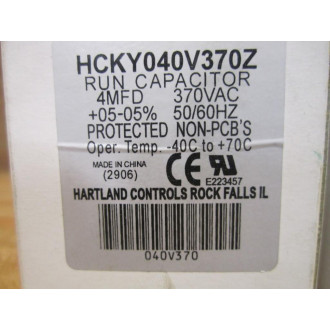 HCKY040V370Z
RUN CAPACITOR
4MFD 370VAC
+05-05% 50/60HZ
PROTECTED NON-PCB'S
Oper. Temp. -40C to +70C
MADE IN CHINA
(2906)
CE
E223457
HARTLAND CONTROLS ROCK FALLS IL
040V370